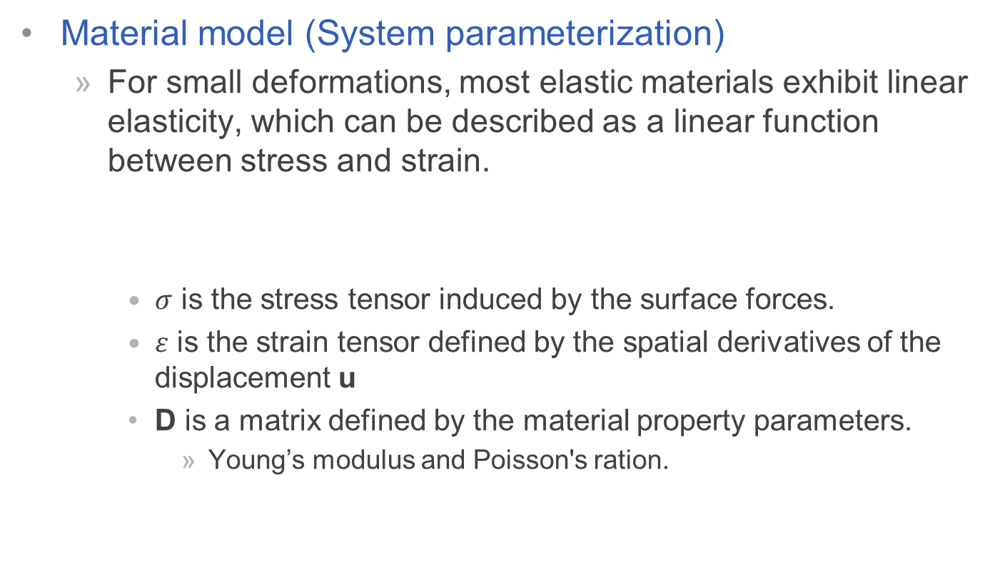 • Material model (System parameterization)
» For small deformations, most elastic materials exhibit linear
elasticity, which can be described as a linear function
between stress and strain.
• 𝜎 is the stress tensor induced by the surface forces.
• 𝜀 is the strain tensor defined by the spatial derivatives of the
displacement u
• D is a matrix defined by the material property parameters.
» Young’s modulus and Poisson's ration.